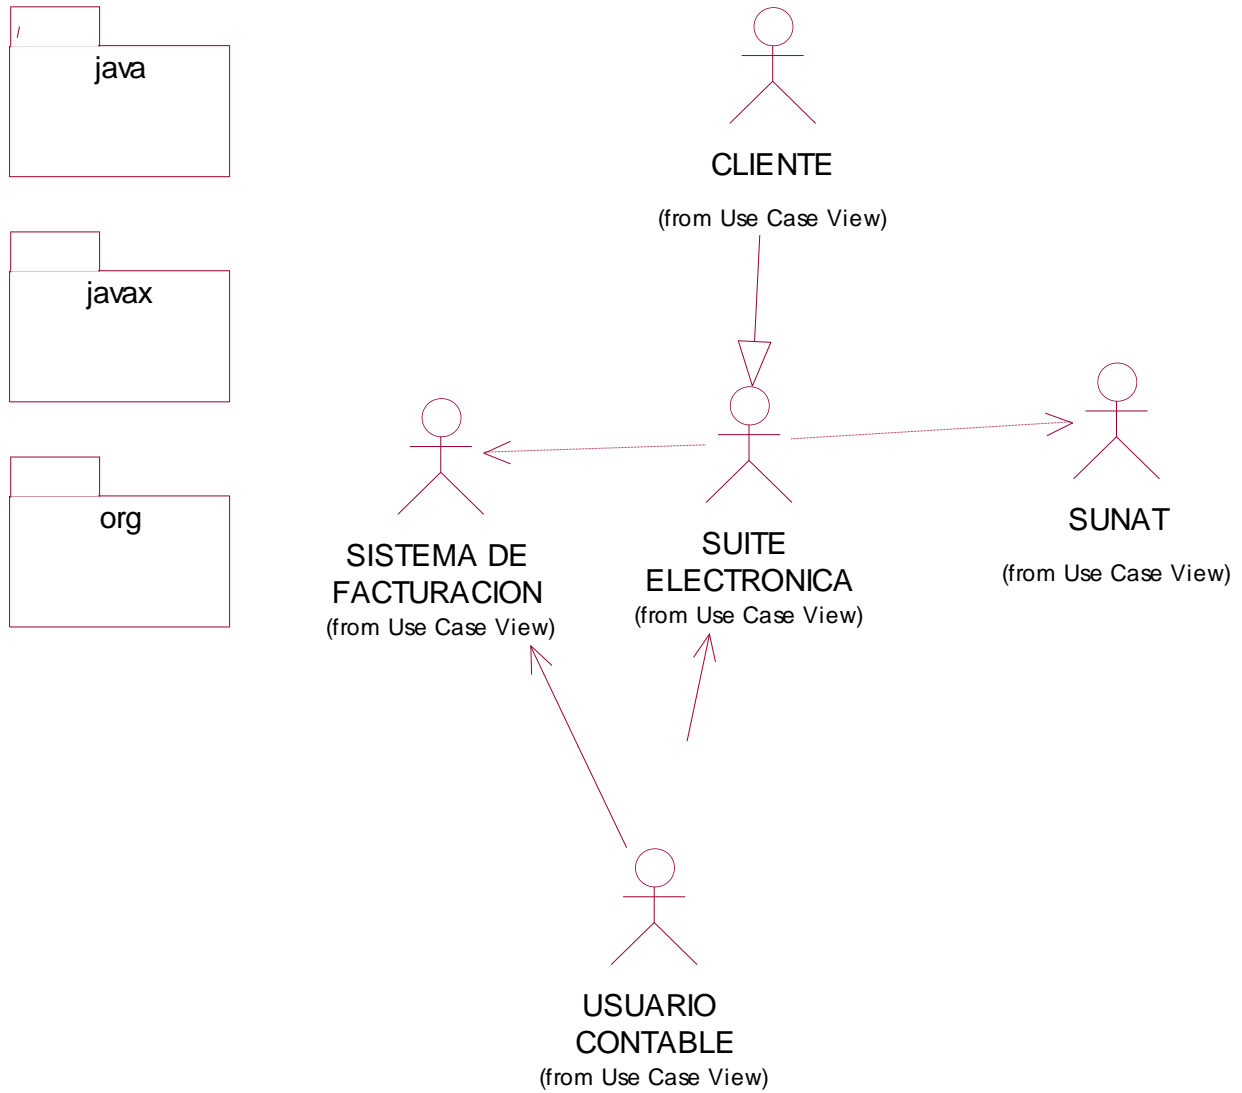 /
java
javax
org
CLIENTE
(from Use Case View)
SISTEMA DE
FACTURACION
(from Use Case View)
SUITE
ELECTRONICA
(from Use Case View)
SUNAT
(from Use Case View)
USUARIO
CONTABLE
(from Use Case View)